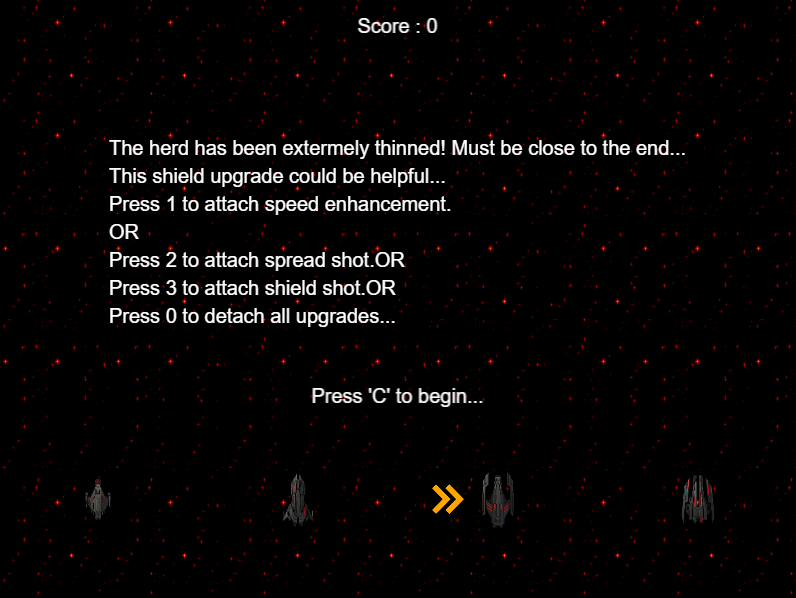 Score : 0
The herd has been extermely thinned! Must be close to the end...
This shield upgrade could be helpful...
Press 1 to attach speed enhancement.
OR
Press 2 to attach spread shot.OR
Press 3 to attach shield shot.OR
Press 0 to detach all upgrades...
Press 'C' to begin...